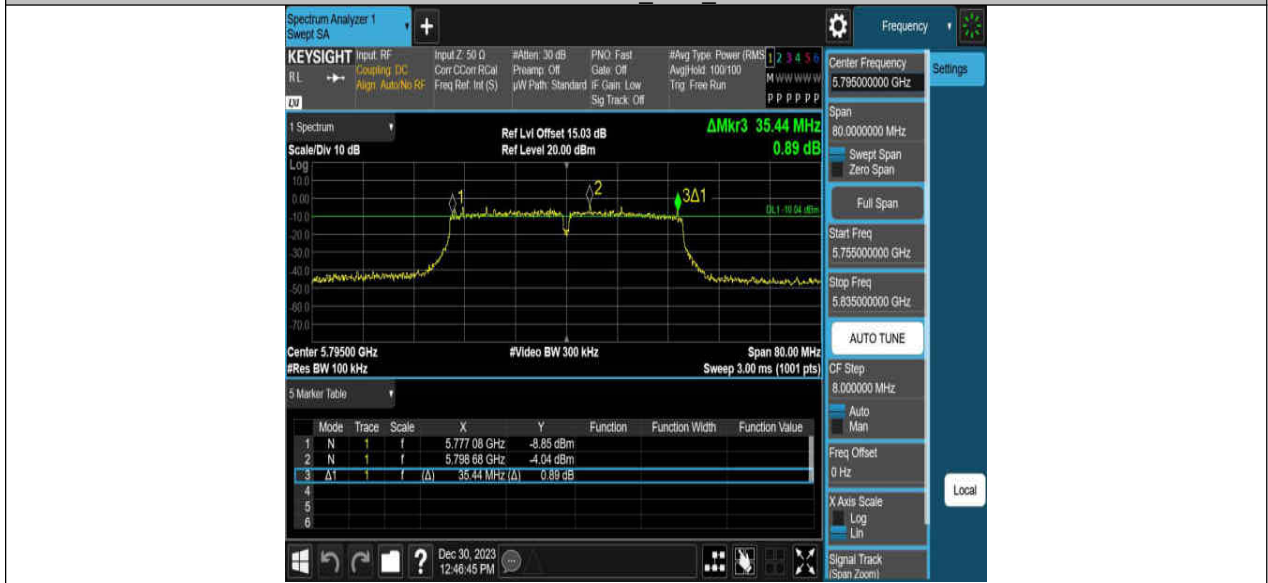 Spectrum Analyzer 1
Swept SA
+
Frequency
KEYSIGHT
RL
LXI
Input: RF
Coupling: DC
Align: Auto/No RF
Input Z: 50 Ω
Corr CCorr RCal
Freq Ref: Int (S)
#Atten: 30 dB
Preamp: Off
µW Path: Standard
PNO: Fast
Gate: Off
IF Gain: Low
Sig Track: Off
#Avg Type: Power (RMS
Avg|Hold: 100/100
Trig: Free Run
1 2 3 4 5 6
M W W W W W
P P P P P P
1 Spectrum
Scale/Div 10 dB
Ref Lvl Offset 15.03 dB
Ref Level 20.00 dBm
ΔMkr3 35.44 MHz
0.89 dB
Log
10.0
0.00
-10.0
-20.0
-30.0
-40.0
-50.0
-60.0
-70.0
1
2
3Δ1
DL1 -10.04 dBm
Center 5.79500 GHz
#Res BW 100 kHz
#Video BW 300 kHz
Span 80.00 MHz
Sweep 3.00 ms (1001 pts)
5 Marker Table
Mode Trace Scale X Y Function Function Width Function Value
1 N 1 f 5.777 08 GHz -8.85 dBm
2 N 1 f 5.798 68 GHz -4.04 dBm
3 Δ1 1 f (Δ) 35.44 MHz (Δ) 0.89 dB
4
5
6
?
Dec 30, 2023
12:46:45 PM
Center Frequency
5.795000000 GHz
Settings
Span
80.0000000 MHz
Swept Span
Zero Span
Full Span
Start Freq
5.755000000 GHz
Stop Freq
5.835000000 GHz
AUTO TUNE
CF Step
8.000000 MHz
Auto
Man
Freq Offset
0 Hz
X Axis Scale
Log
Lin
Local
Signal Track
(Span Zoom)